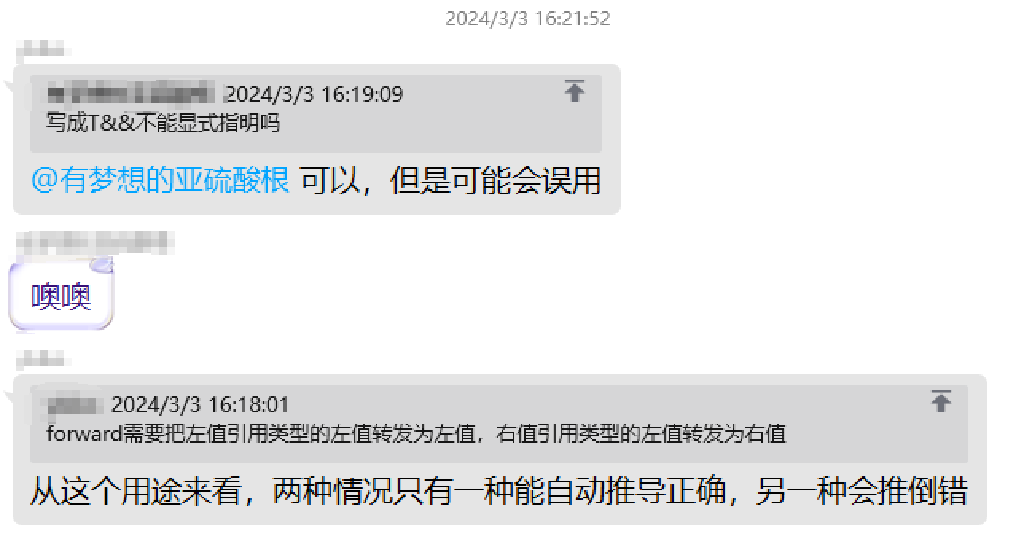 2024/3/3 16:21:52
2024/3/3 16:19:09
写成T&&不能显式指明吗
@有梦想的亚硫酸根 可以，但是可能会误用
噢噢
2024/3/3 16:18:01
forward需要把左值引用类型的左值转发为左值，右值引用类型的左值转发为右值
从这个用途来看，两种情况只有一种能自动推导正确，另一种会推倒错